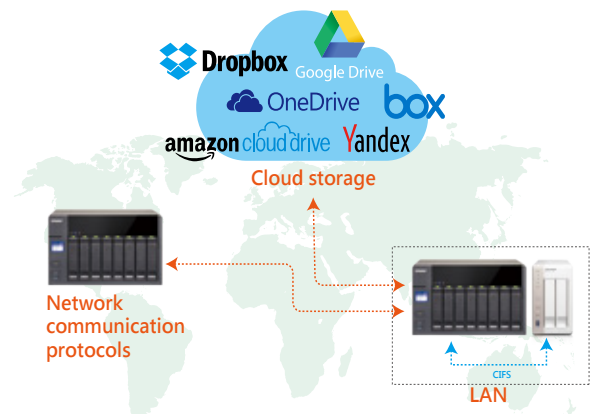 Dropbox
Google Drive
OneDrive
box
amazon cloud drive
Yandex
Cloud storage
Network
communication
protocols
CIFS
LAN